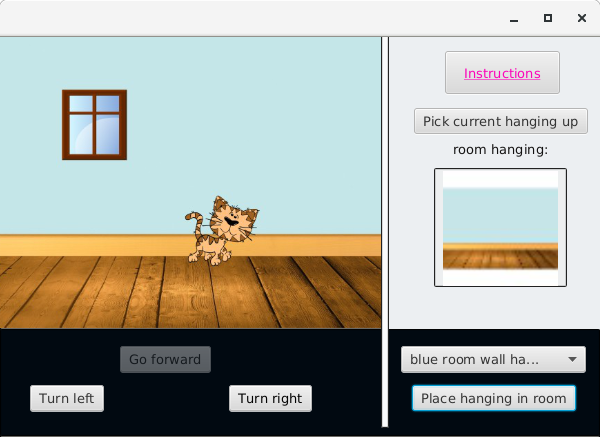 Instructions
Pick current hanging up
room hanging:
Go forward
blue room wall ha...
Turn left
Turn right
Place hanging in room